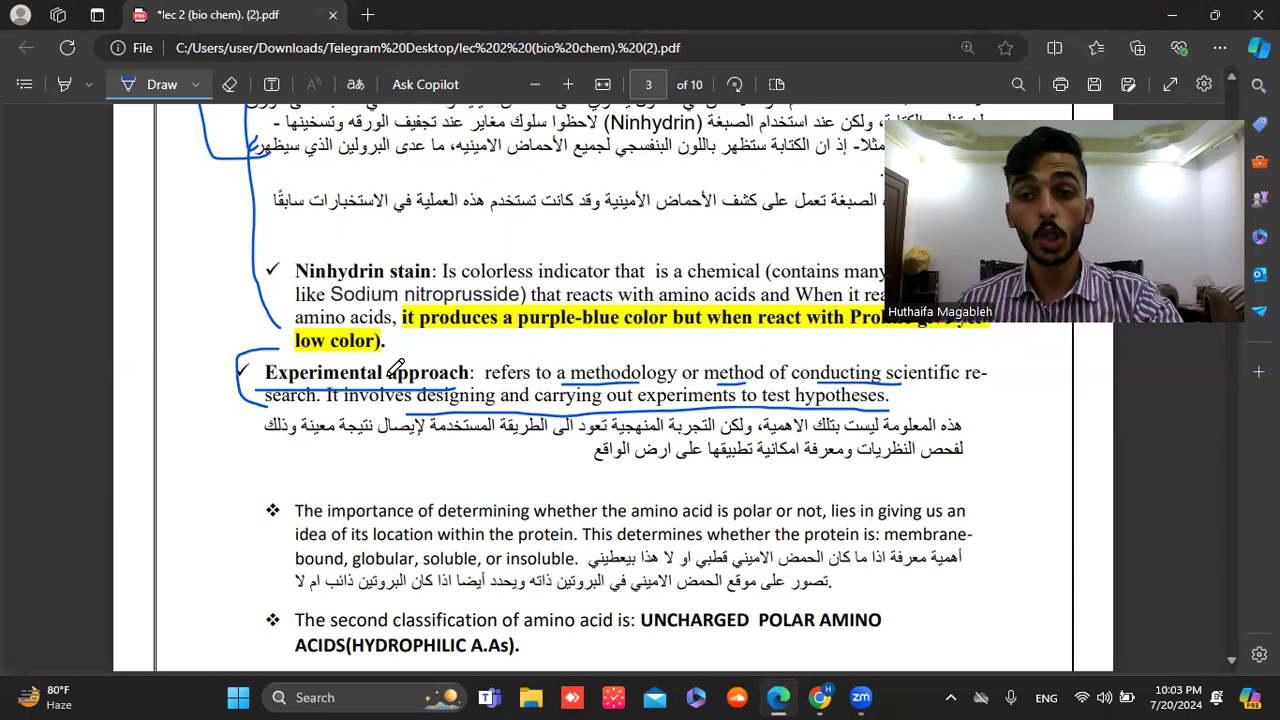 *lec 2 (bio chem). (2).pdf
File C:/Users/user/Downloads/Telegram%20Desktop/lec%202%20(bio%20chem).%20(2).pdf
Draw Ask Copilot 3 of 10
لاحظوا سلوك مغاير عند تجفيف الورقه وتسخينها - (Ninhydrin) ولكن عند استخدام الصبغة
مثلا- إذ ان الكتابة ستظهر باللون البنفسجي لجميع الأحماض الامينيه، ما عدى البرولين الذي سيظهر
الصبغة تعمل على كشف الأحماض الأمينية وقد كانت تستخدم هذه العملية في الاستخبارات سابقًا
✓ Ninhydrin stain: Is colorless indicator that is a chemical (contains many
like Sodium nitroprusside) that reacts with amino acids and When it
amino acids, it produces a purple-blue color but when react with
low color).
Huthaifa Magableh
✓ Experimental approach: refers to a methodology or method of conducting scientific re-
search. It involves designing and carrying out experiments to test hypotheses.
هذه المعلومة ليست بتلك الاهمية، ولكن التجربة المنهجية تعود الى الطريقة المستخدمة لإيصال نتيجة معينة وذلك
لفحص النظريات ومعرفة امكانية تطبيقها على ارض الواقع
❖ The importance of determining whether the amino acid is polar or not, lies in giving us an
idea of its location within the protein. This determines whether the protein is: membrane-
bound, globular, soluble, or insoluble. أهمية معرفة اذا ما كان الحمض الاميني قطبي او لا هذا بيعطيني
تصور على موقع الحمض الاميني في البروتين ذاته ويحدد أيضا اذا كان البروتين ذائب ام لا.
❖ The second classification of amino acid is: UNCHARGED POLAR AMINO
ACIDS(HYDROPHILIC A.As).
80°F
Haze
Search
ENG
10:03 PM
7/20/2024